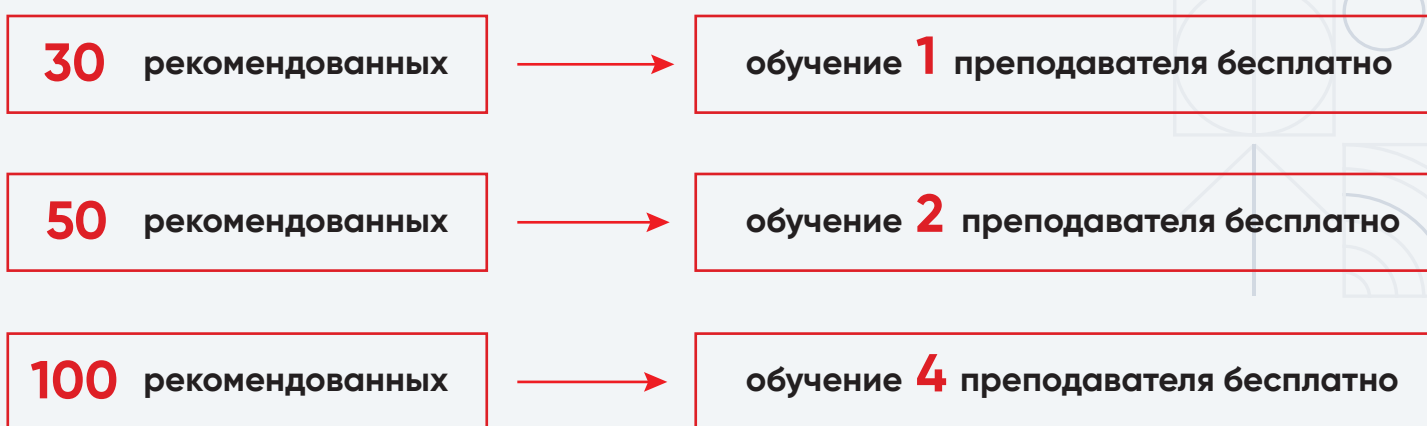 30 рекомендованных обучение 1 преподавателя бесплатно
50 рекомендованных обучение 2 преподавателя бесплатно
100 рекомендованных обучение 4 преподавателя бесплатно